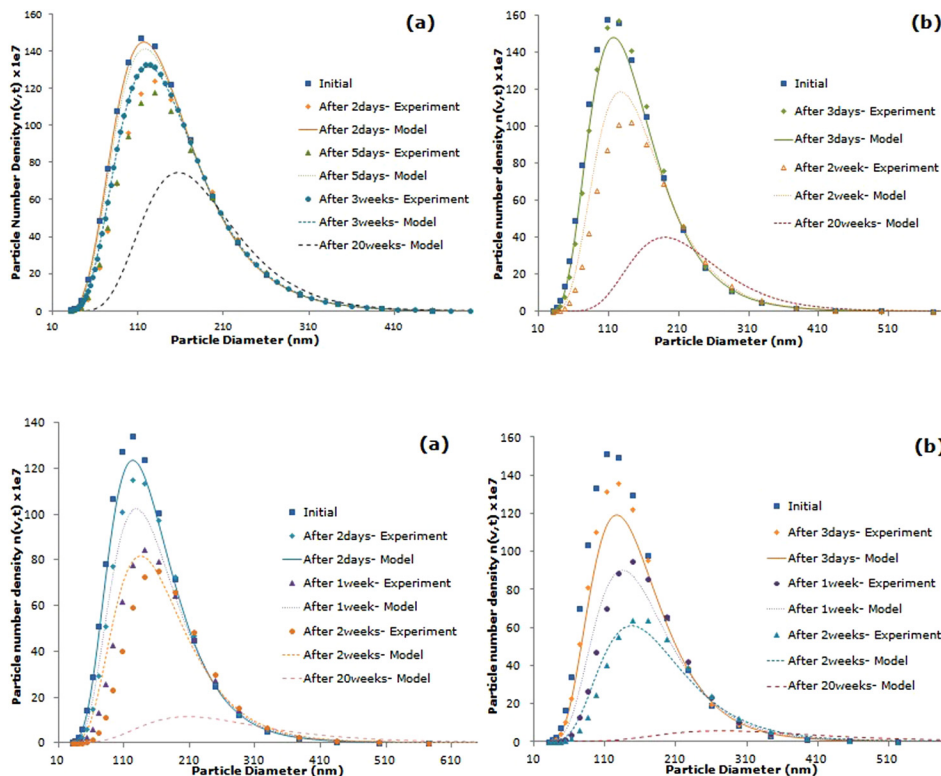 (a)
Particle Number Density n(v,t) x1e7
160
140
120
100
80
60
40
20
0
10
110
210
310
410
Particle Diameter (nm)
Initial
After 2days- Experiment
After 2days- Model
After 5days- Experiment
After 5days- Model
After 3weeks- Experiment
After 3weeks- Model
After 20weeks- Model
(b)
Particle Number density n(v,t) x1e7
160
140
120
100
80
60
40
20
0
10
110
210
310
410
510
Particle Diameter (nm)
Initial
After 3days- Experiment
After 3days- Model
After 2week- Experiment
After 2week- Model
After 20weeks- Model
(a)
Particle number density n(v,t) x1e7
140
120
100
80
60
40
20
0
10
110
210
310
410
510
610
Particle Diameter (nm)
Initial
After 2days- Experiment
After 2days- Model
After 1week- Experiment
After 1week- Model
After 2weeks- Experiment
After 2weeks- Model
After 20weeks- Model
(b)
Particle number density n(v,t) x1e7
160
140
120
100
80
60
40
20
0
10
110
210
310
410
510
Particle Diameter (nm)
Initial
After 3days- Experiment
After 3days- Model
After 1week- Experiment
After 1week- Model
After 2weeks- Experiment
After 2weeks- Model
After 20weeks- Model